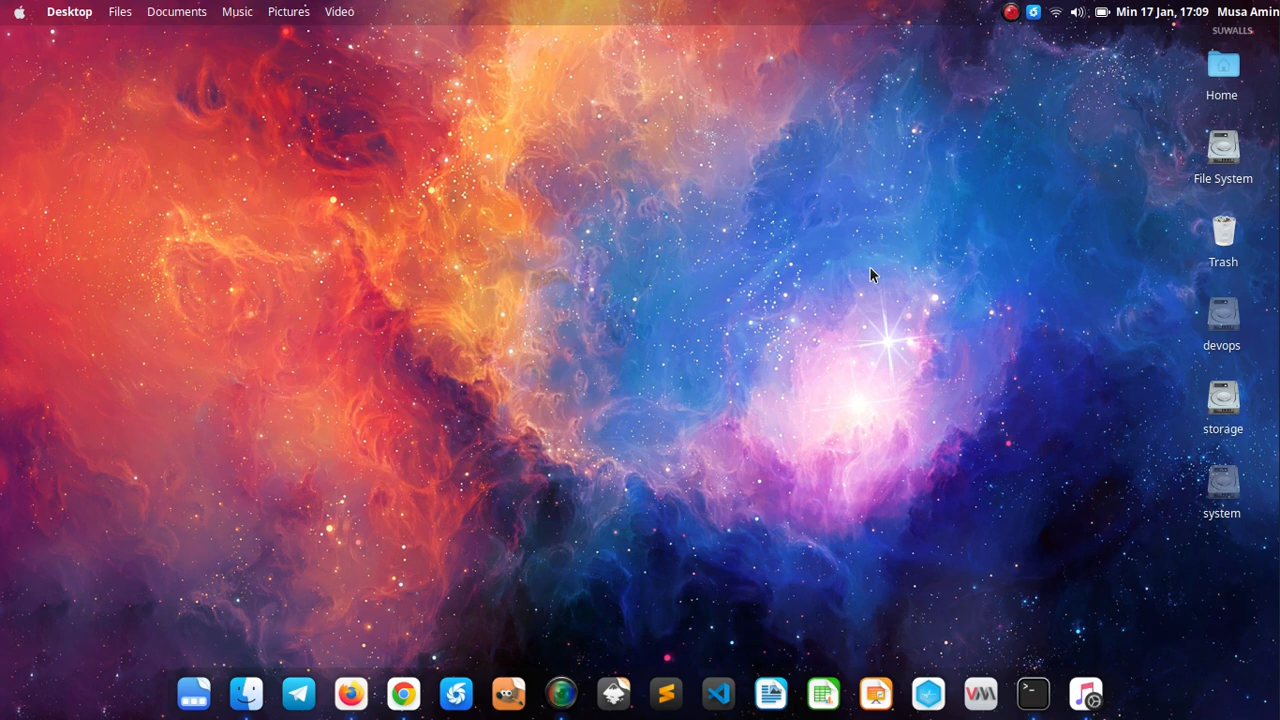 Desktop Files Documents Music Pictures Video Min 17 Jan, 17:09 Musa Amin
SUWALLS
Home
File System
Trash
devops
storage
system
VM